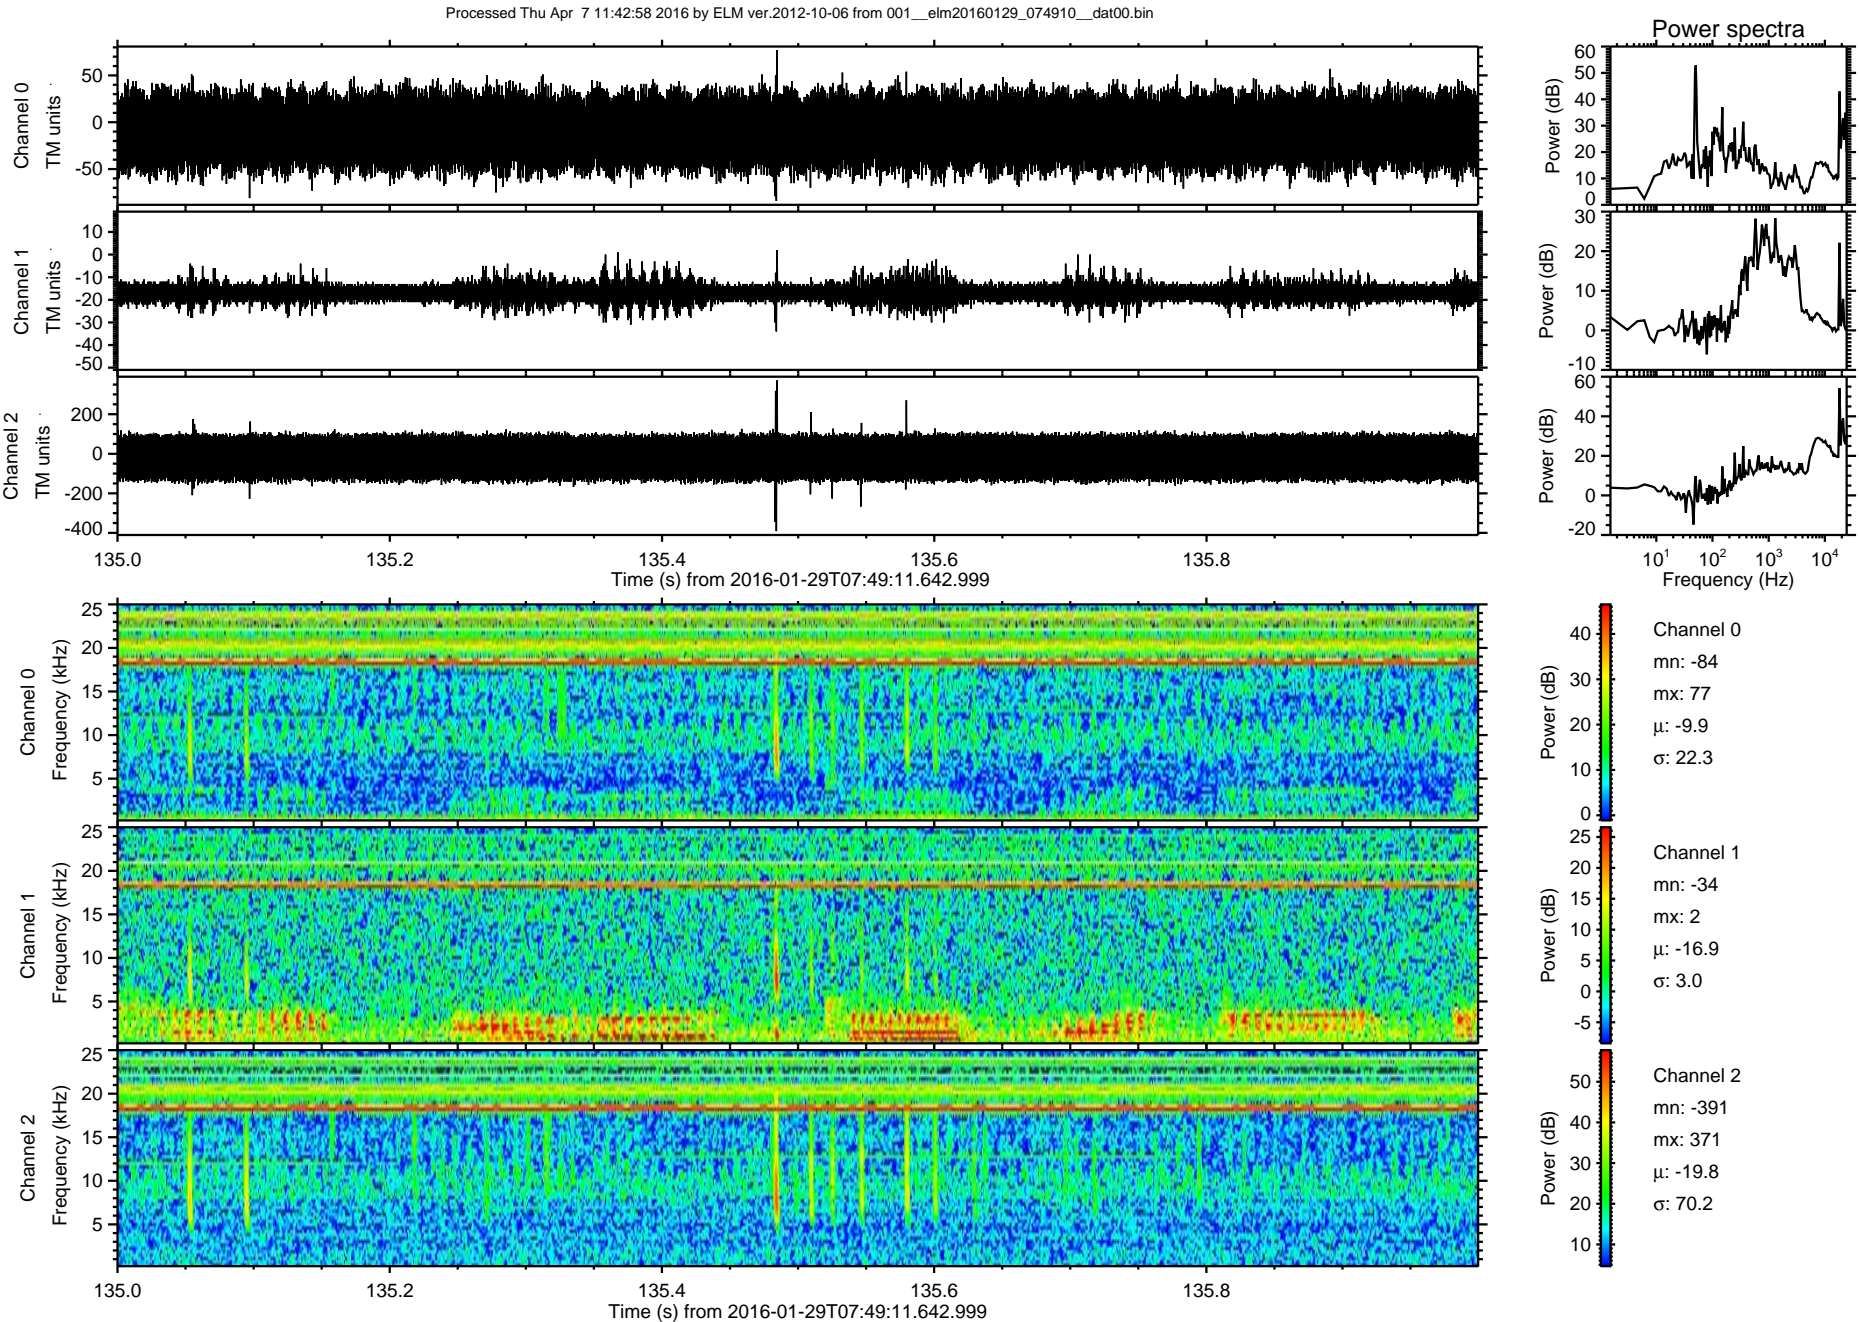 Processed Thu Apr  7 11:42:58 2016 by ELM ver.2012-10-06 from 001__elm20160129_074910__dat00.bin
Power spectra
Channel 0
TM units
50
0
-50
Power (dB)
60
50
40
30
20
10
0
Channel 1
TM units
10
0
-10
-20
-30
-40
-50
Power (dB)
30
20
10
0
-10
Channel 2
TM units
200
0
-200
-400
Power (dB)
60
40
20
0
-20
135.0 135.2 135.4 135.6 135.8
Time (s) from 2016-01-29T07:49:11.642.999
10^1 10^2 10^3 10^4
Frequency (Hz)
Channel 0
Frequency (kHz)
25
20
15
10
5
Power (dB)
40
30
20
10
0
Channel 0
mn: -84
mx: 77
μ: -9.9
σ: 22.3
Channel 1
Frequency (kHz)
25
20
15
10
5
Power (dB)
25
20
15
10
5
0
-5
Channel 1
mn: -34
mx: 2
μ: -16.9
σ: 3.0
Channel 2
Frequency (kHz)
25
20
15
10
5
Power (dB)
50
40
30
20
10
Channel 2
mn: -391
mx: 371
μ: -19.8
σ: 70.2
135.0 135.2 135.4 135.6 135.8
Time (s) from 2016-01-29T07:49:11.642.999